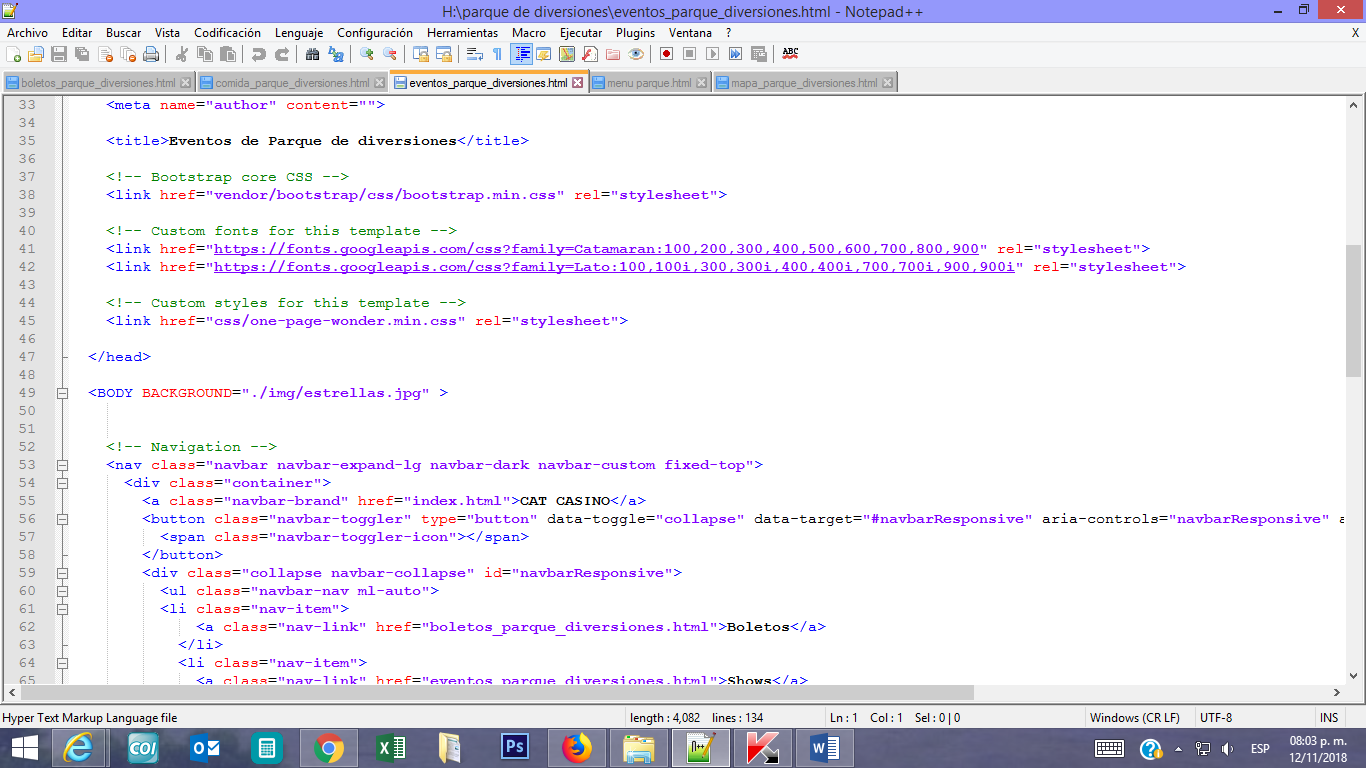 H:\parque de diversiones\eventos_parque_diversiones.html - Notepad++
Archivo Editar Buscar Vista Codificación Lenguaje Configuración Herramientas Macro Ejecutar Plugins Ventana ? X
ABC
boletos_parque_diversiones.html comida_parque_diversiones.html eventos_parque_diversiones.html menu parque.html mapa_parque_diversiones.html
33 <meta name="author" content="">
34
35 <title>Eventos de Parque de diversiones</title>
36
37 <!-- Bootstrap core CSS -->
38 <link href="vendor/bootstrap/css/bootstrap.min.css" rel="stylesheet">
39
40 <!-- Custom fonts for this template -->
41 <link href="https://fonts.googleapis.com/css?family=Catamaran:100,200,300,400,500,600,700,800,900" rel="stylesheet">
42 <link href="https://fonts.googleapis.com/css?family=Lato:100,100i,300,300i,400,400i,700,700i,900,900i" rel="stylesheet">
43
44 <!-- Custom styles for this template -->
45 <link href="css/one-page-wonder.min.css" rel="stylesheet">
46
47 </head>
48
49 <BODY BACKGROUND="./img/estrellas.jpg" >
50
51
52 <!-- Navigation -->
53 <nav class="navbar navbar-expand-lg navbar-dark navbar-custom fixed-top">
54 <div class="container">
55 <a class="navbar-brand" href="index.html">CAT CASINO</a>
56 <button class="navbar-toggler" type="button" data-toggle="collapse" data-target="#navbarResponsive" aria-controls="navbarResponsive" a
57 <span class="navbar-toggler-icon"></span>
58 </button>
59 <div class="collapse navbar-collapse" id="navbarResponsive">
60 <ul class="navbar-nav ml-auto">
61 <li class="nav-item">
62 <a class="nav-link" href="boletos_parque_diversiones.html">Boletos</a>
63 </li>
64 <li class="nav-item">
65 <a class="nav-link" href="eventos_parque_diversiones.html">Shows</a>
Hyper Text Markup Language file length : 4,082 lines : 134 Ln : 1 Col : 1 Sel : 0 | 0 Windows (CR LF) UTF-8 INS
COI Ps ESP 08:03 p. m.
12/11/2018